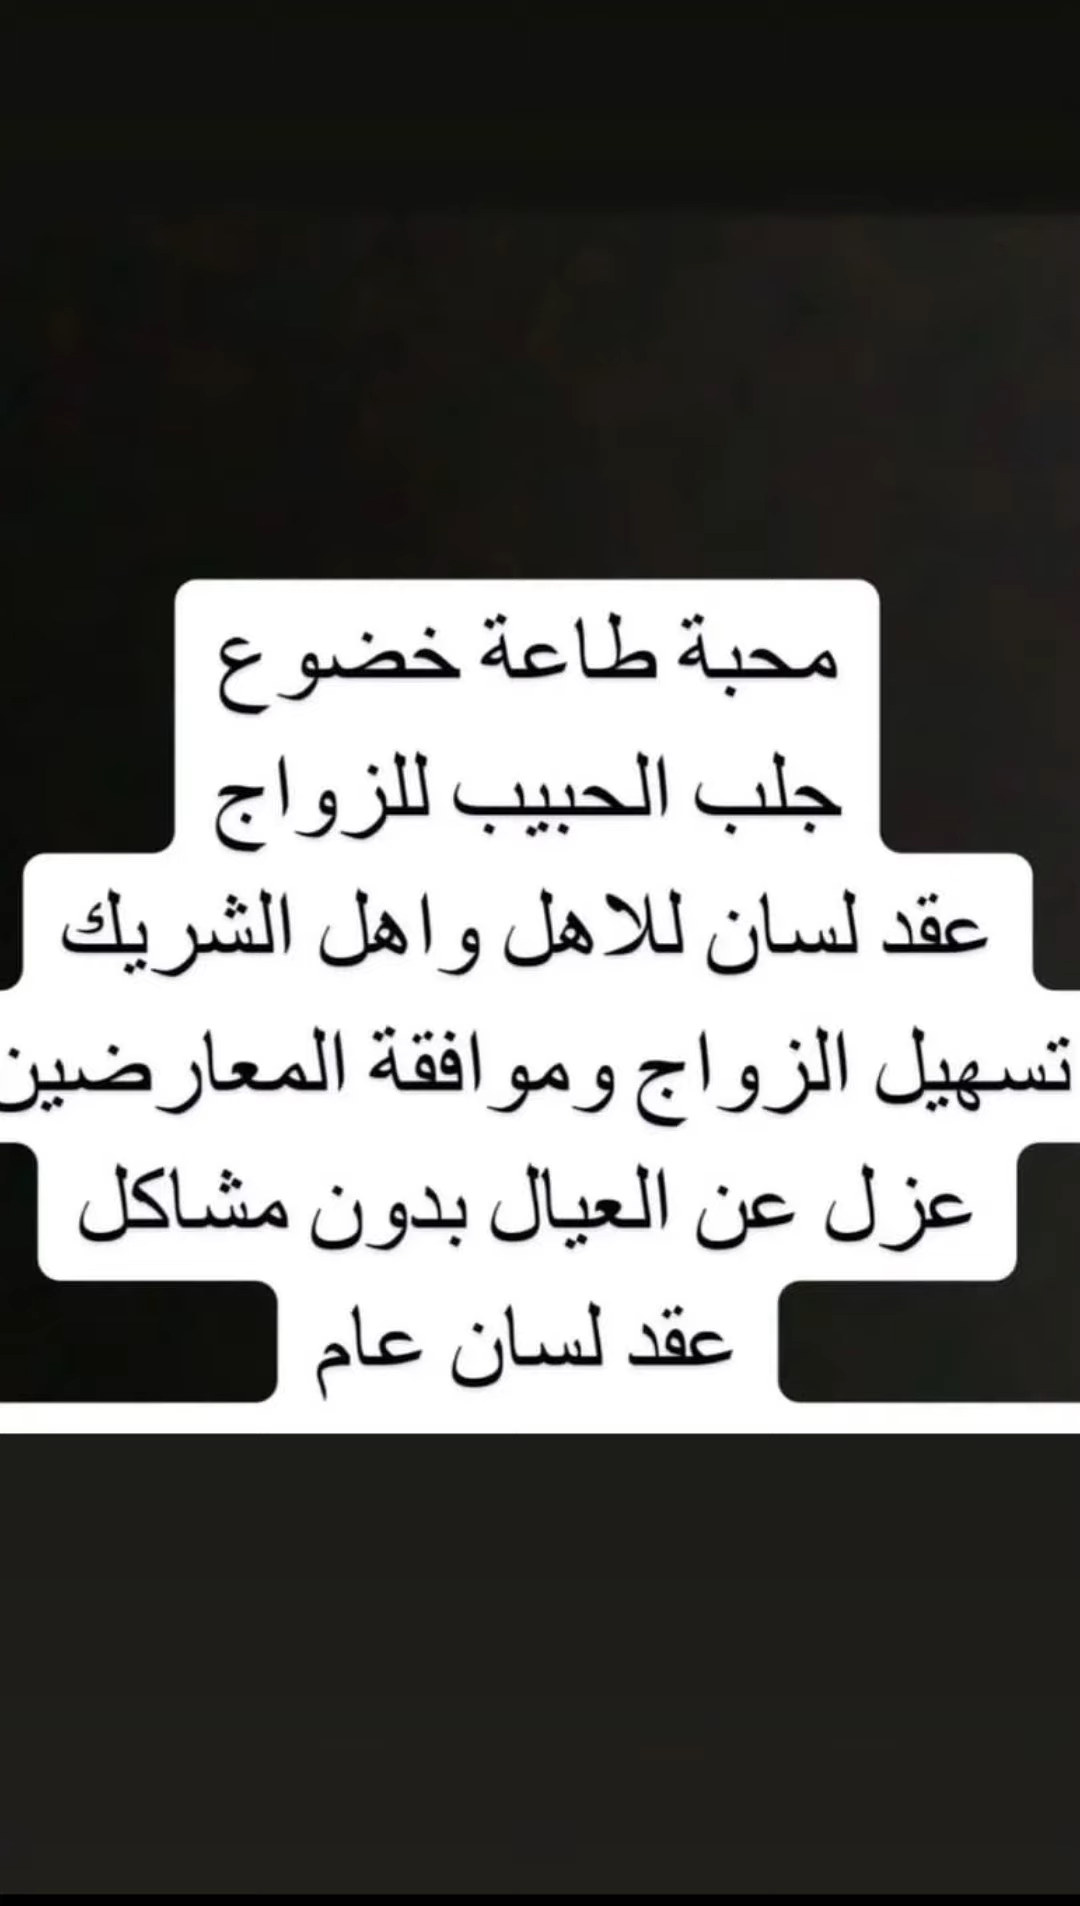 محبة طاعة خضوع
جلب الحبيب للزواج
عقد لسان للاهل واهل الشريك
تسهيل الزواج وموافقة المعارضين
عزل عن العيال بدون مشاكل
عقد لسان عام